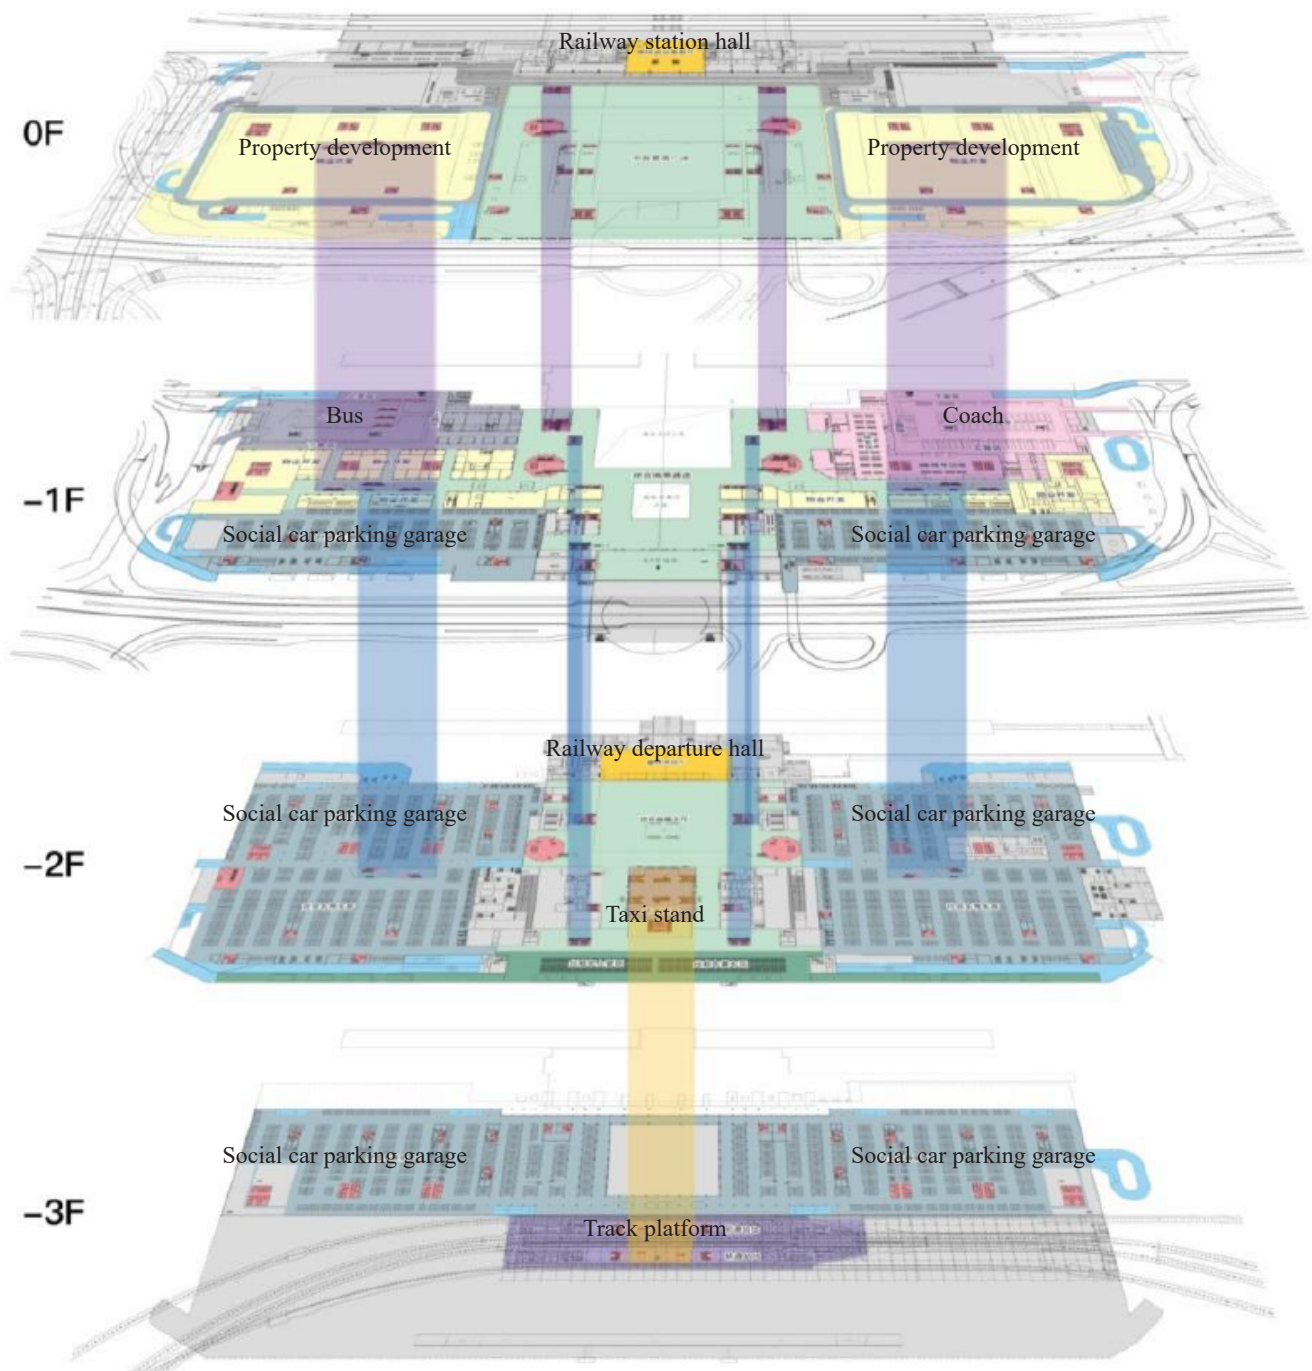 Railway station hall
0F
Property development
Property development
Bus
Coach
-1F
Social car parking garage
Social car parking garage
Railway departure hall
Social car parking garage
Social car parking garage
-2F
Taxi stand
Social car parking garage
Social car parking garage
-3F
Track platform